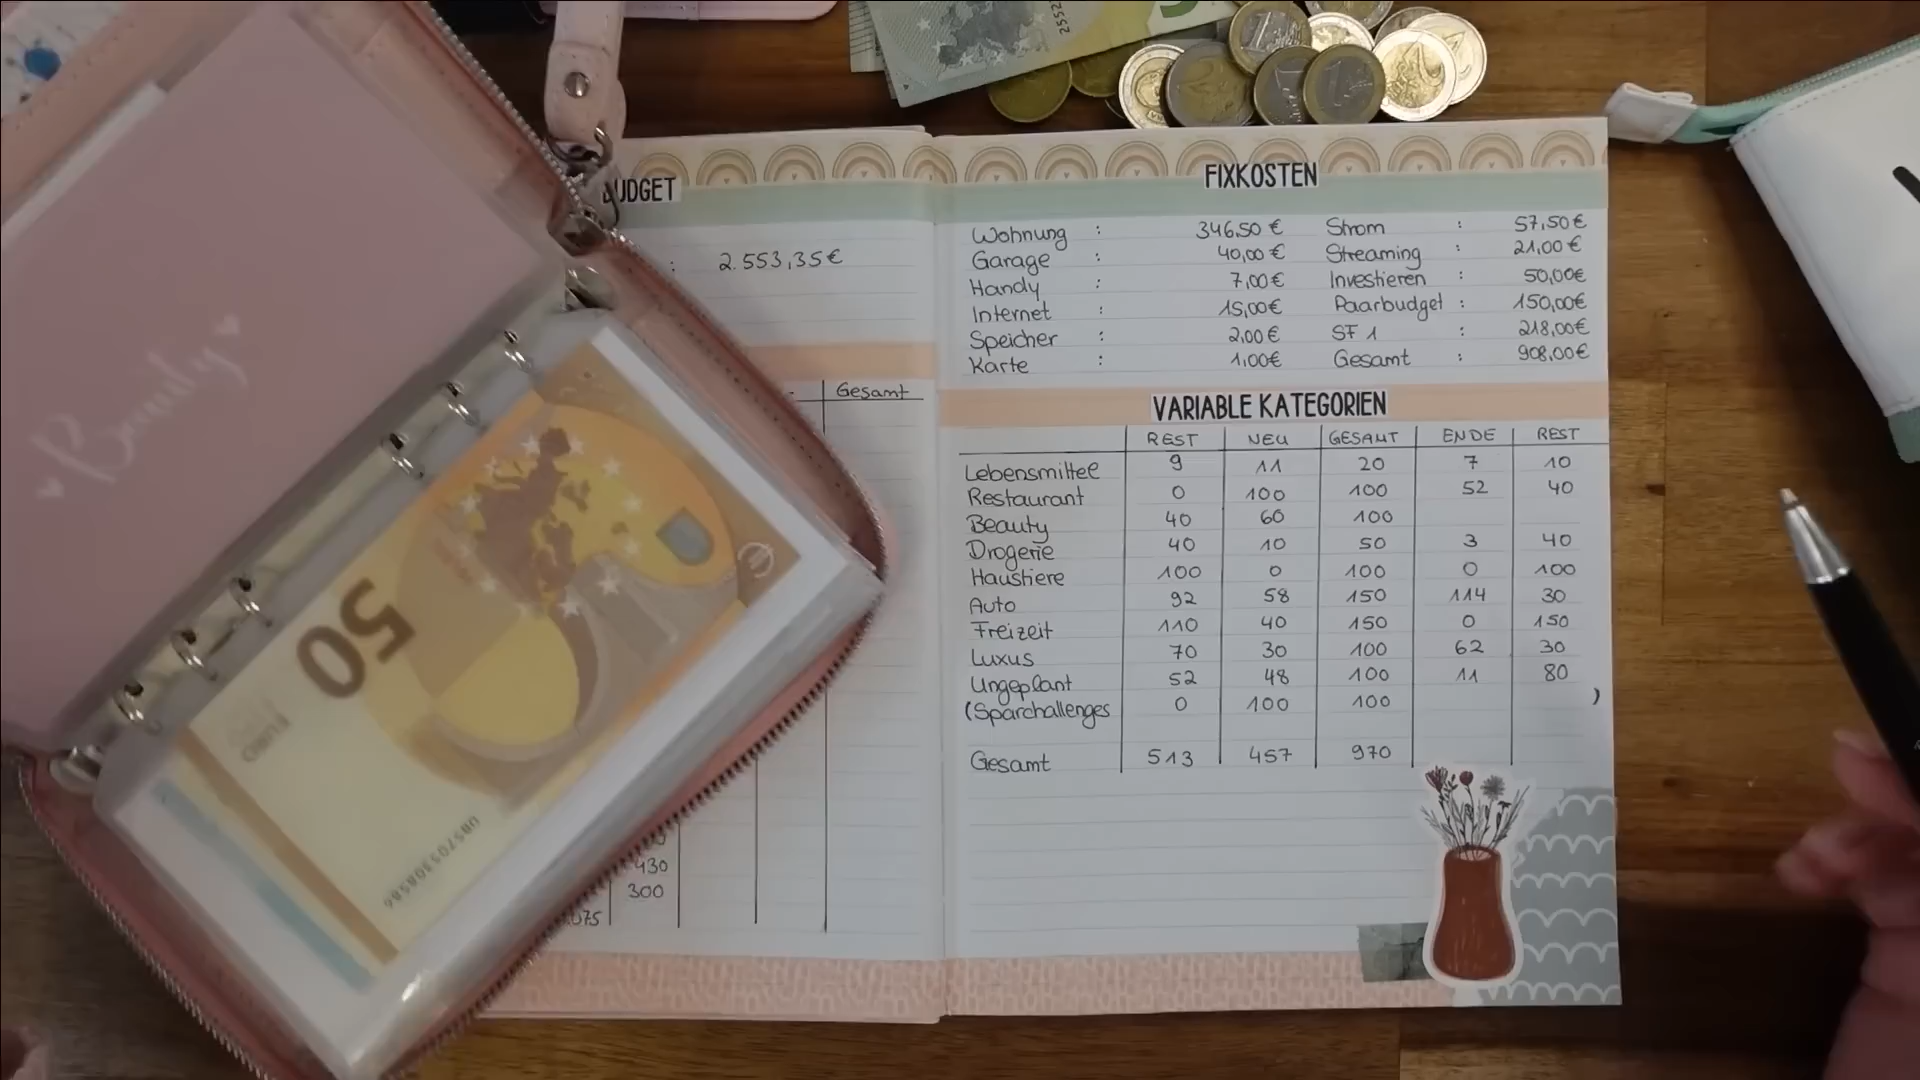 Beauty
50
EURO
UB5703308586
BUDGET
: 2.553,35€
Gesamt
430
300
.075
FIXKOSTEN
Wohnung : 346,50 € Strom : 57,50€
Garage : 40,00 € Streaming : 21,00 €
Handy : 7,00€ Investieren : 50,00€
Internet : 15,00€ Paarbudget : 150,00€
Speicher : 2,00€ SF 1 : 218,00€
Karte : 1,00€ Gesamt : 908,00€
VARIABLE KATEGORIEN
REST NEU GESAMT ENDE REST
Lebensmittel 9 11 20 7 10
Restaurant 0 100 100 52 40
Beauty 40 60 100
Drogerie 40 10 50 3 40
Haustiere 100 0 100 0 100
Auto 92 58 150 114 30
Freizeit 110 40 150 0 150
Luxus 70 30 100 62 30
Ungeplant 52 48 100 11 80
(Sparchallenges 0 100 100 )
Gesamt 513 457 970